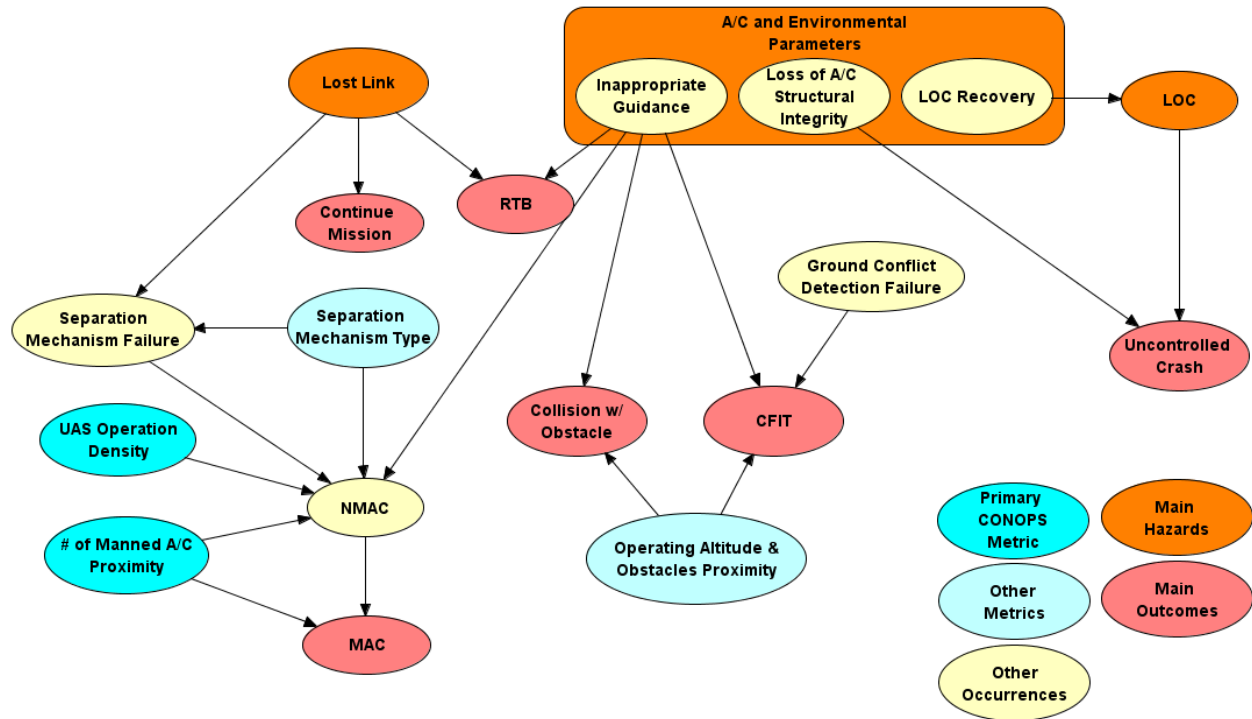 A/C and Environmental
Parameters
Lost Link
Inappropriate
Guidance
Loss of A/C
Structural
Integrity
LOC Recovery
LOC
Continue
Mission
RTB
Ground Conflict
Detection Failure
Separation
Mechanism Failure
Separation
Mechanism Type
Uncontrolled
Crash
Collision w/
Obstacle
CFIT
UAS Operation
Density
NMAC
# of Manned A/C
Proximity
Operating Altitude &
Obstacles Proximity
MAC
Primary
CONOPS
Metric
Main
Hazards
Other
Metrics
Main
Outcomes
Other
Occurrences